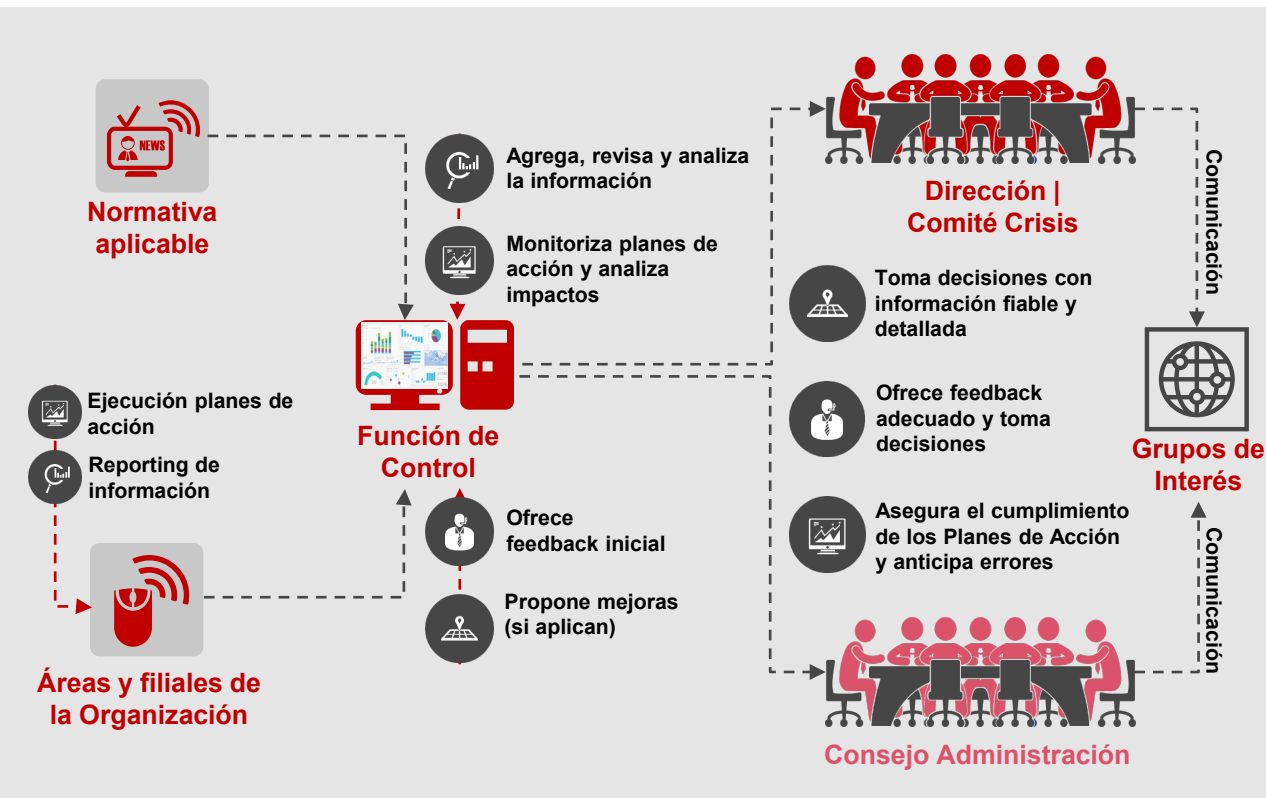 NEWS
Normativa
aplicable
Agrega, revisa y analiza
la información
Monitoriza planes de
acción y analiza
impactos
Dirección |
Comité Crisis
Comunicación
Toma decisiones con
información fiable y
detallada
Ejecución planes de
acción
Reporting de
información
Función de
Control
Ofrece feedback
adecuado y toma
decisiones
Grupos de
Interés
Ofrece
feedback inicial
Asegura el cumplimiento
de los Planes de Acción
y anticipa errores
Comunicación
Propone mejoras
(si aplican)
Áreas y filiales de
la Organización
Consejo Administración